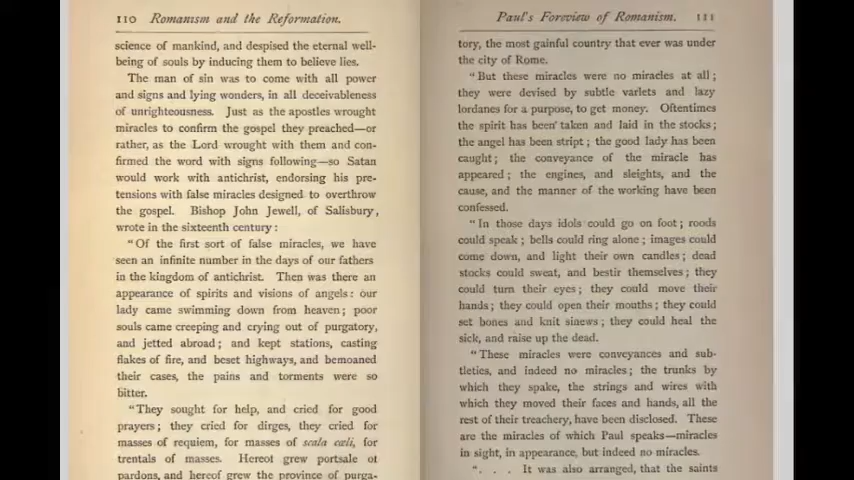 110 Romanism and the Reformation.
science of mankind, and despised the eternal well-
being of souls by inducing them to believe lies.
The man of sin was to come with all power
and signs and lying wonders, in all deceivableness
of unrighteousness. Just as the apostles wrought
miracles to confirm the gospel they preached—or
rather, as the Lord wrought with them and con-
firmed the word with signs following—so Satan
would work with antichrist, endorsing his pre-
tensions with false miracles designed to overthrow
the gospel. Bishop John Jewell, of Salisbury,
wrote in the sixteenth century:
"Of the first sort of false miracles, we have
seen an infinite number in the days of our fathers
in the kingdom of antichrist. Then was there an
appearance of spirits and visions of angels: our
lady came swimming down from heaven; poor
souls came creeping and crying out of purgatory,
and jetted abroad; and kept stations, casting
flakes of fire, and beset highways, and bemoaned
their cases, the pains and torments were so
bitter.
"They sought for help, and cried for good
prayers; they cried for dirges, they cried for
masses of requiem, for masses of scala cœli, for
trentals of masses. Hereof grew portsale of
pardons, and hereof grew the province of purga-
Paul's Foreview of Romanism. 111
tory, the most gainful country that ever was under
the city of Rome.
"But these miracles were no miracles at all;
they were devised by subtle varlets and lazy
lordanes for a purpose, to get money. Oftentimes
the spirit has been taken and laid in the stocks;
the angel has been stript; the good lady has been
caught; the conveyance of the miracle has
appeared; the engines, and sleights, and the
cause, and the manner of the working have been
confessed.
"In those days idols could go on foot; roods
could speak; bells could ring alone; images could
come down, and light their own candles; dead
stocks could sweat, and bestir themselves; they
could turn their eyes; they could move their
hands; they could open their mouths; they could
set bones and knit sinews; they could heal the
sick, and raise up the dead.
"These miracles were conveyances and sub-
tleties, and indeed no miracles; the trunks by
which they spake, the strings and wires with
which they moved their faces and hands, all the
rest of their treachery, have been disclosed. These
are the miracles of which Paul speaks—miracles
in sight, in appearance, but indeed no miracles.
". . . It was also arranged, that the saints